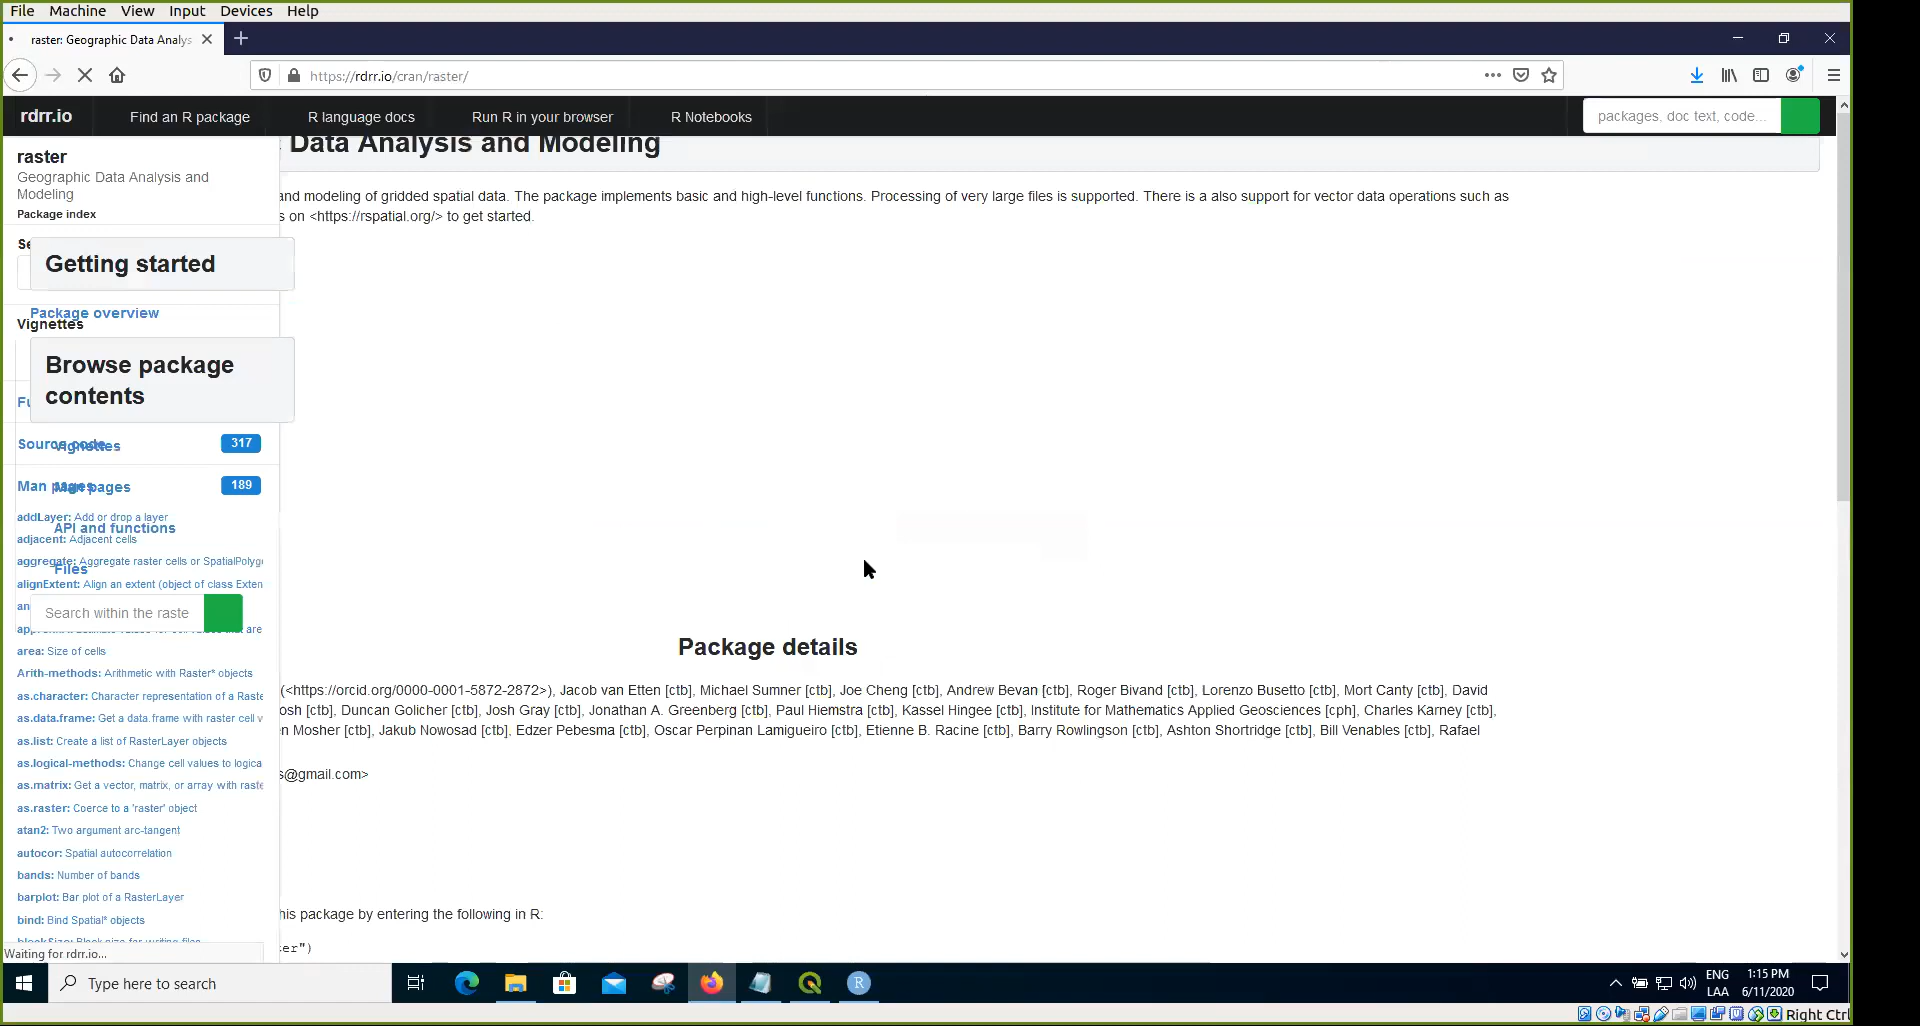 File Machine View Input Devices Help
raster: Geographic Data Analys
https://rdrr.io/cran/raster/
rdrr.io Find an R package R language docs Run R in your browser R Notebooks packages, doc text, code...
raster
Geographic Data Analysis and
Modeling
Package index
Data Analysis and Modeling
and modeling of gridded spatial data. The package implements basic and high-level functions. Processing of very large files is supported. There is a also support for vector data operations such as
s on <https://rspatial.org/> to get started.
Se
Getting started
Package overview
Vignettes
Browse package
contents
Fu
Source code 317
Vignettes
Man pages 189
Man pages
addLayer: Add or drop a layer
API and functions
adjacent: Adjacent cells
aggregate: Aggregate raster cells or SpatialPolyg
Files
alignExtent: Align an extent (object of class Exten
an
Search within the raste
are
area: Size of cells
Arith-methods: Arithmetic with Raster* objects
as.character: Character representation of a Raste
as.data.frame: Get a data.frame with raster cell v
as.list: Create a list of RasterLayer objects
as.logical-methods: Change cell values to logica
as.matrix: Get a vector, matrix, or array with raste
as.raster: Coerce to a 'raster' object
atan2: Two argument arc-tangent
autocor: Spatial autocorrelation
bands: Number of bands
barplot: Bar plot of a RasterLayer
bind: Bind Spatial* objects
Waiting for rdrr.io...
Package details
(<https://orcid.org/0000-0001-5872-2872>), Jacob van Etten [ctb], Michael Sumner [ctb], Joe Cheng [ctb], Andrew Bevan [ctb], Roger Bivand [ctb], Lorenzo Busetto [ctb], Mort Canty [ctb], David
osh [ctb], Duncan Golicher [ctb], Josh Gray [ctb], Jonathan A. Greenberg [ctb], Paul Hiemstra [ctb], Kassel Hingee [ctb], Institute for Mathematics Applied Geosciences [cph], Charles Karney [ctb],
n Mosher [ctb], Jakub Nowosad [ctb], Edzer Pebesma [ctb], Oscar Perpinan Lamigueiro [ctb], Etienne B. Racine [ctb], Barry Rowlingson [ctb], Ashton Shortridge [ctb], Bill Venables [ctb], Rafael
s@gmail.com>
his package by entering the following in R:
er")
Type here to search
ENG
LAA
1:15 PM
6/11/2020
Right Ctrl